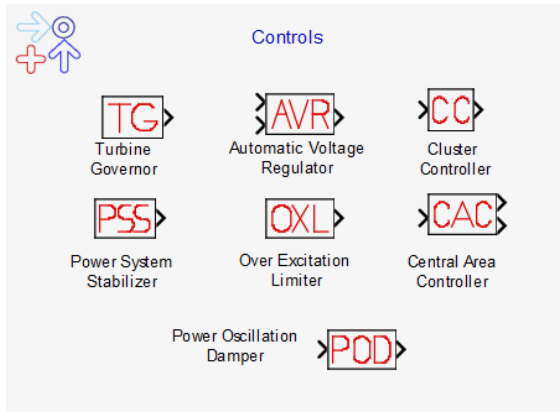 Controls
TG
Turbine
Governor
AVR
Automatic Voltage
Regulator
CC
Cluster
Controller
PSS
Power System
Stabilizer
OXL
Over Excitation
Limiter
CAC
Central Area
Controller
Power Oscillation
Damper
POD